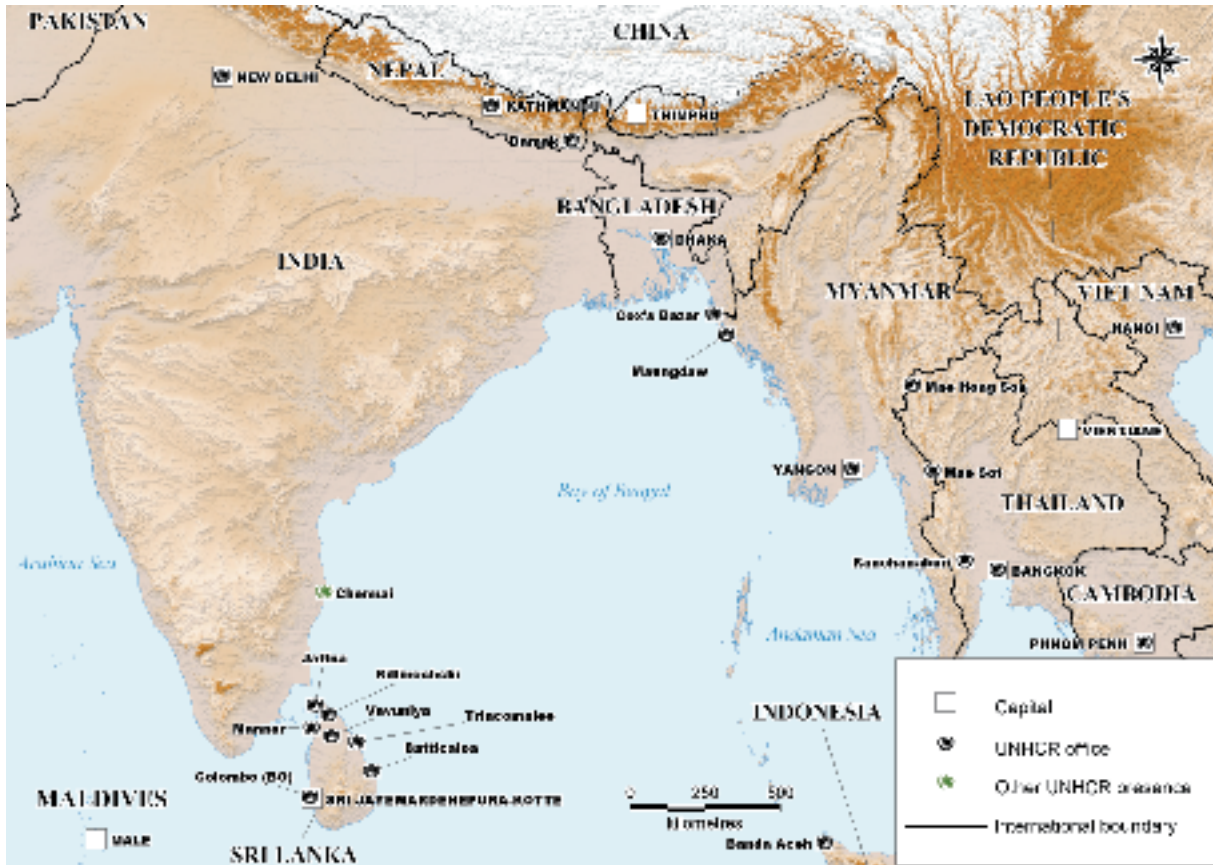 PAKISTAN
CHINA
NEPAL
NEW DELHI
KATHMANDU
THIMPHU
Damak
LAO PEOPLE'S
DEMOCRATIC
REPUBLIC
BANGLADESH
DHAKA
INDIA
MYANMAR
VIET NAM
HANOI
Cox's Bazar
Maungdaw
Mae Hong Son
VIENTIANE
YANGON
Mae Sot
Bay of Bengal
THAILAND
Arabian Sea
Kanchanaburi
BANGKOK
CAMBODIA
Chennai
Andaman Sea
PHNOM PENH
Jaffna
Killinochchi
Vavuniya
Mannar
Trincomalee
Batticaloa
INDONESIA
Colombo (BO)
SRI JAYEWARDENEPURA-KOTTE
MALDIVES
MALE
SRI LANKA
0 250 500
kilometres
Banda Aceh
Capital
UNHCR office
Other UNHCR presence
International boundary